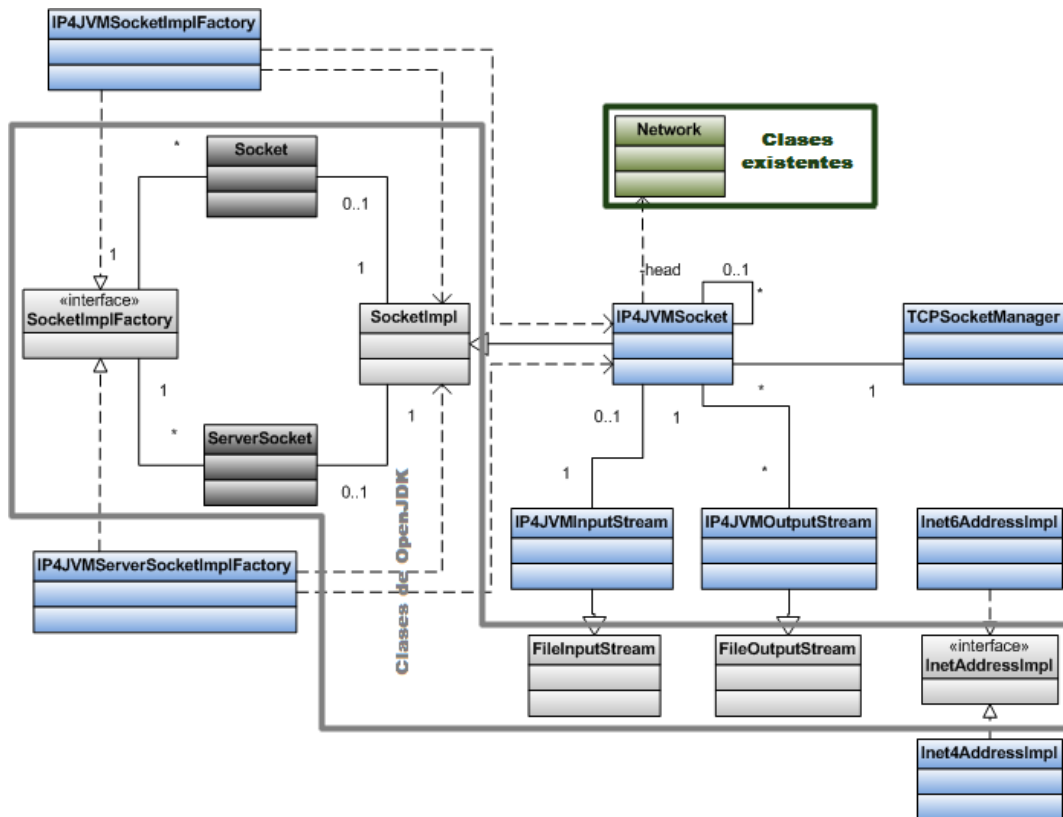 IP4JVMSocketImplFactory
Network
Clases
existentes
*
Socket
0..1
1
1
-head
0..1
*
«interface»
SocketImplFactory
SocketImpl
IP4JVMSocket
TCPSocketManager
1
*
1
0..1
1
*
1
ServerSocket
0..1
1
*
Clases de OpenJDK
IP4JVMInputStream
IP4JVMOutputStream
Inet6AddressImpl
IP4JVMServerSocketImplFactory
FileInputStream
FileOutputStream
«interface»
InetAddressImpl
Inet4AddressImpl